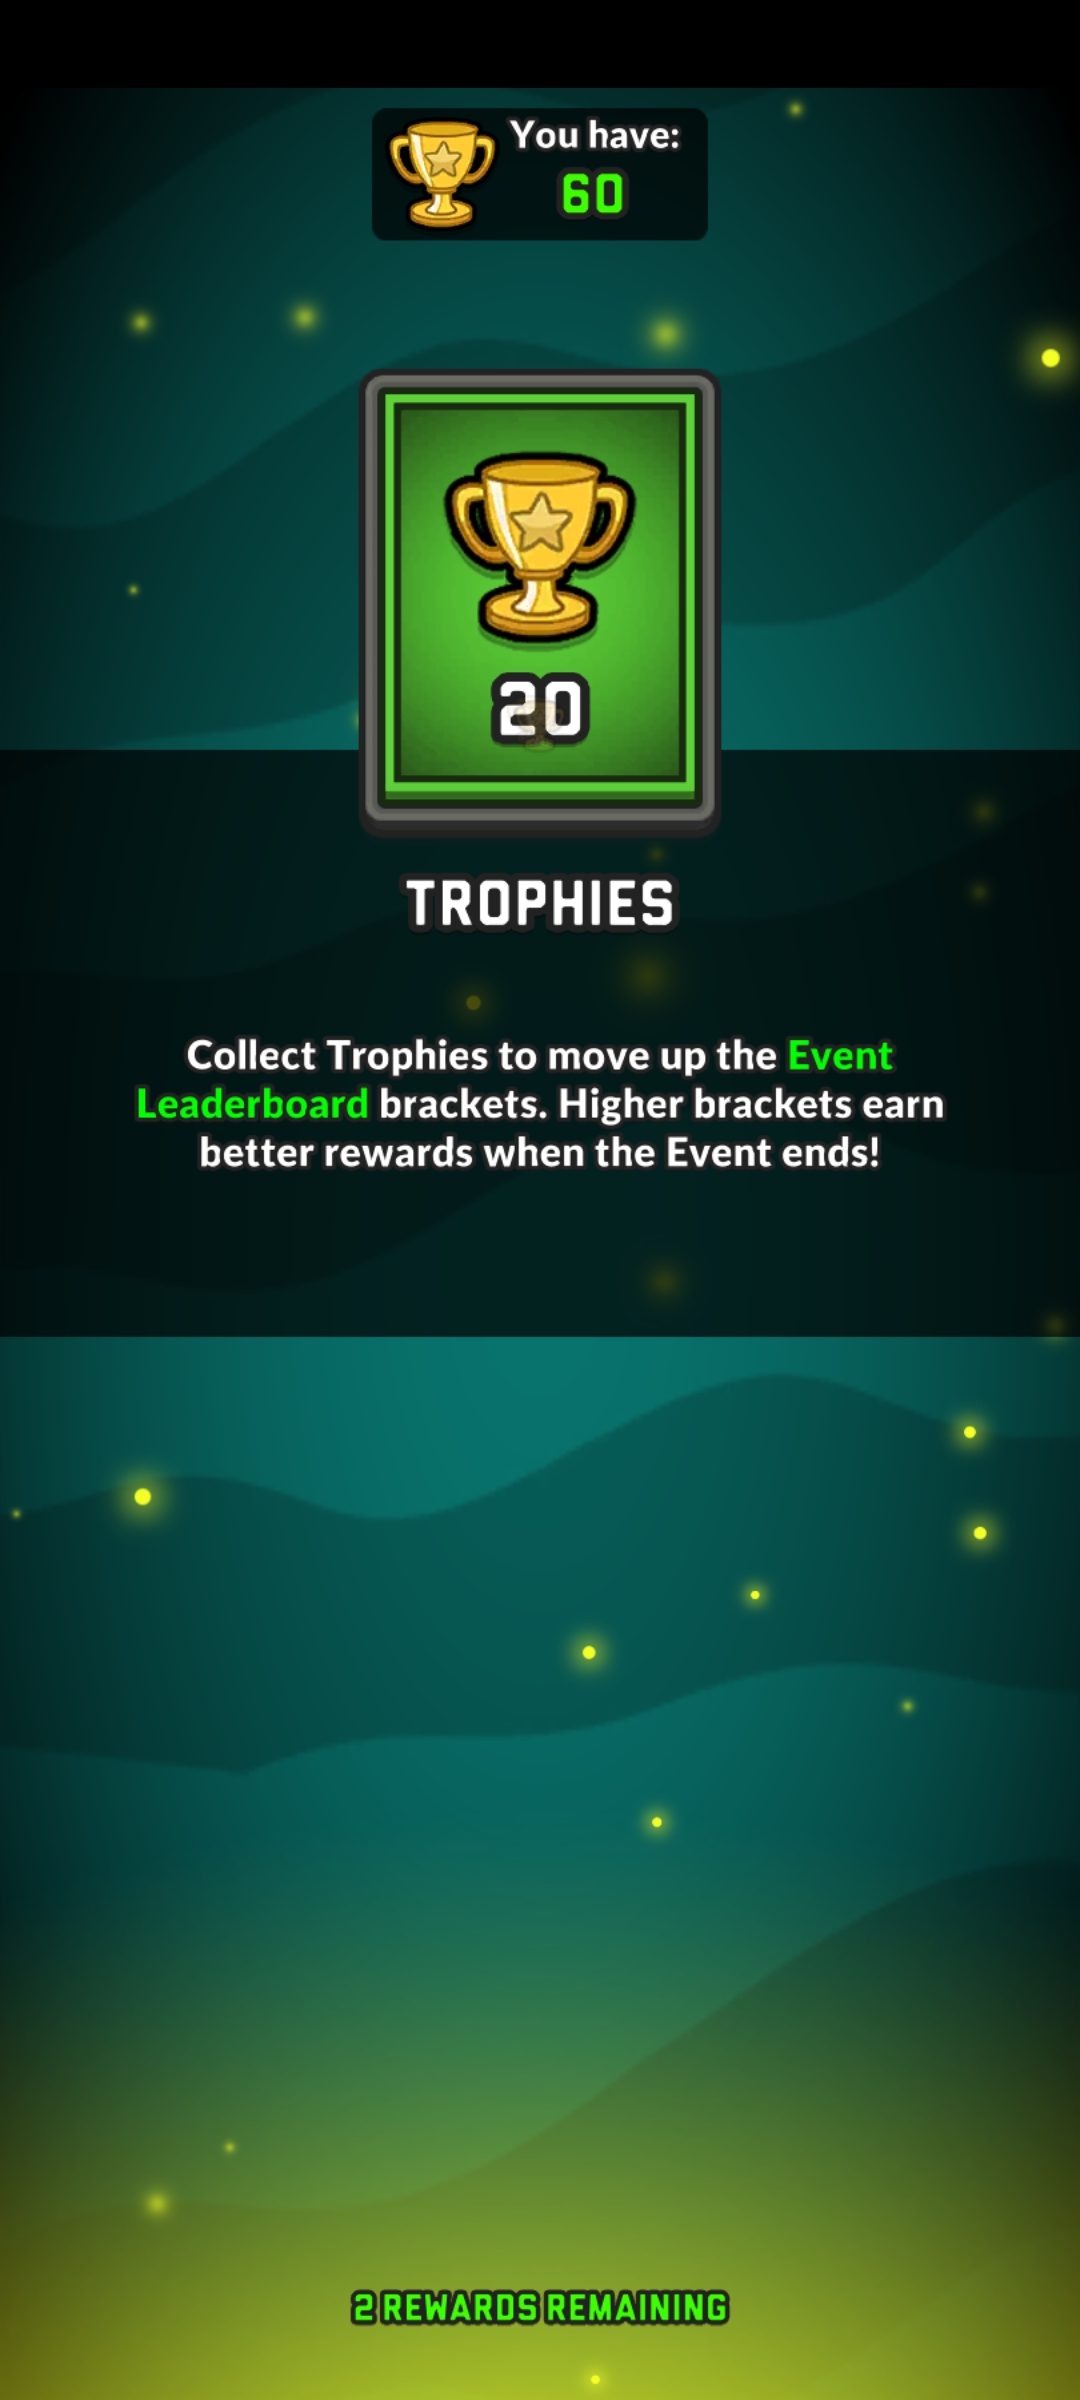 You have:
60
20
TROPHIES
Collect Trophies to move up the Event
Leaderboard brackets. Higher brackets earn
better rewards when the Event ends!
2 REWARDS REMAINING